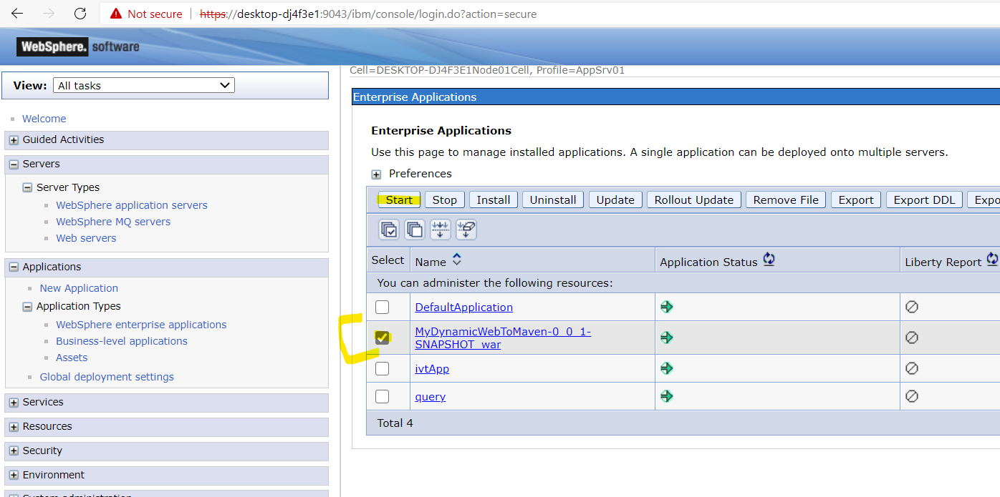 Not secure | https://desktop-dj4f3e1:9043/ibm/console/login.do?action=secure
WebSphere. software
View: All tasks
Welcome
Guided Activities
Servers
Server Types
WebSphere application servers
WebSphere MQ servers
Web servers
Applications
New Application
Application Types
WebSphere enterprise applications
Business-level applications
Assets
Global deployment settings
Services
Resources
Security
Environment
System administration
Cell=DESKTOP-DJ4F3E1Node01Cell, Profile=AppSrv01
Enterprise Applications
Enterprise Applications
Use this page to manage installed applications. A single application can be deployed onto multiple servers.
Preferences
Start Stop Install Uninstall Update Rollout Update Remove File Export Export DDL Expo
Select Name Application Status Liberty Report
You can administer the following resources:
DefaultApplication
MyDynamicWebToMaven-0_0_1-
SNAPSHOT_war
ivtApp
query
Total 4